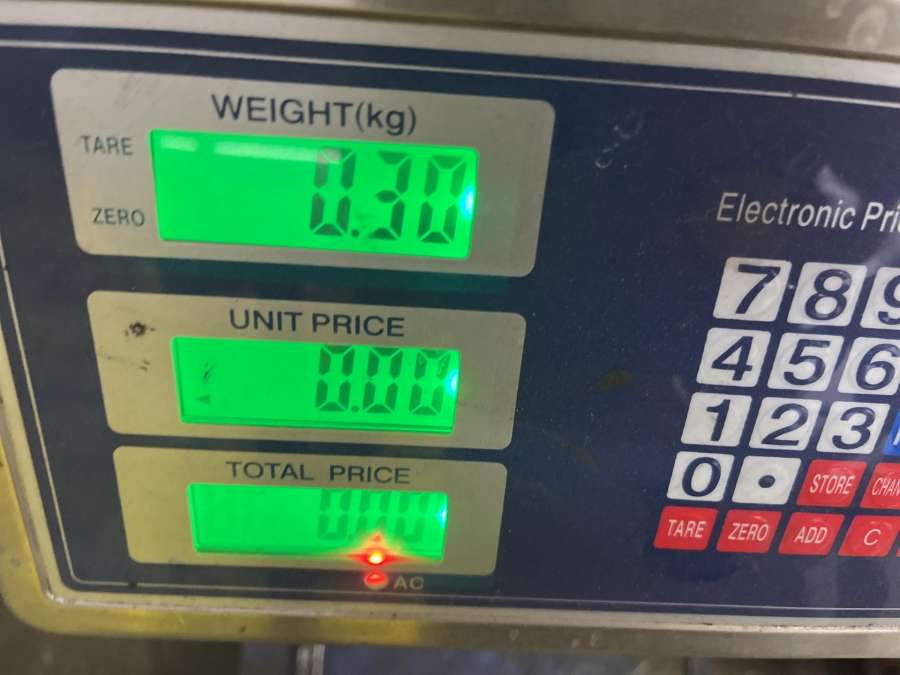 WEIGHT(kg)
TARE
0.30
ZERO
UNIT PRICE
0.00
TOTAL PRICE
0.00
AC
Electronic
7 8 9
4 5 6
1 2 3
0 .
STORE
TARE ZERO ADD C